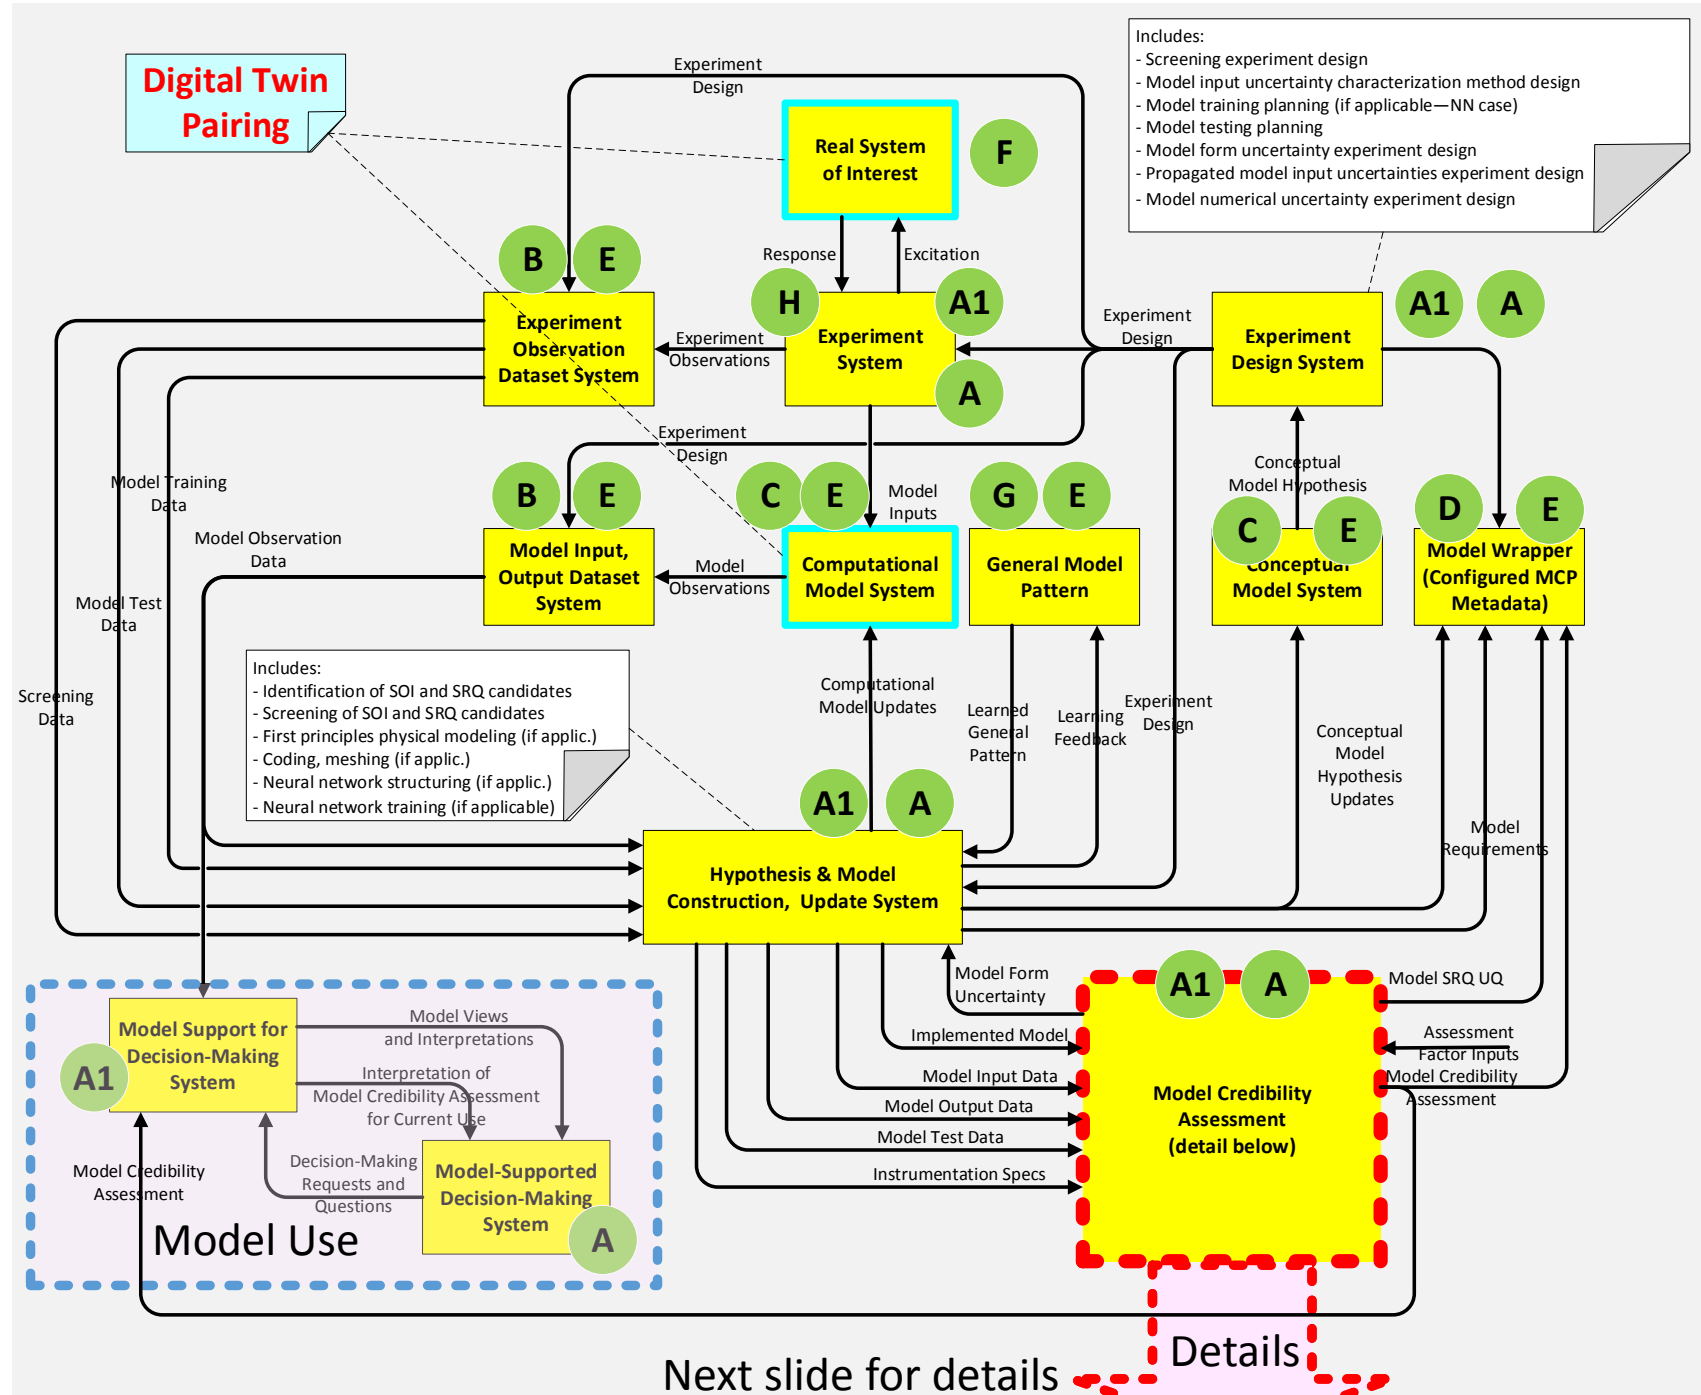 Digital Twin
Pairing
Experiment
Design
Real System
of Interest
F
Includes:
- Screening experiment design
- Model input uncertainty characterization method design
- Model training planning (if applicable—NN case)
- Model testing planning
- Model form uncertainty experiment design
- Propagated model input uncertainties experiment design
- Model numerical uncertainty experiment design
Response
Excitation
B
E
Experiment
Observation
Dataset System
Experiment
Observations
H
A1
Experiment
System
A
Experiment
Design
Experiment
Design System
A1
A
Experiment
Design
Model Training
Data
Model Observation
Data
Model Test
Data
Screening
Data
B
E
Model Input,
Output Dataset
System
Model
Observations
C
E
Model
Inputs
Computational
Model System
G
E
General Model
Pattern
Conceptual
Model Hypothesis
C
E
Conceptual
Model System
D
E
Model Wrapper
(Configured MCP
Metadata)
Includes:
- Identification of SOI and SRQ candidates
- Screening of SOI and SRQ candidates
- First principles physical modeling (if applic.)
- Coding, meshing (if applic.)
- Neural network structuring (if applic.)
- Neural network training (if applicable)
Computational
Model Updates
Learned
General
Pattern
Learning
Feedback
Experiment
Design
Conceptual
Model
Hypothesis
Updates
Model
Requirements
A1
A
Hypothesis & Model
Construction, Update System
Model Form
Uncertainty
Implemented Model
Model Input Data
Model Output Data
Model Test Data
Instrumentation Specs
A1
A
Model Credibility
Assessment
(detail below)
Model SRQ UQ
Assessment
Factor Inputs
Model Credibility
Assessment
Model Support for
Decision-Making
System
A1
Model Views
and Interpretations
Interpretation of
Model Credibility Assessment
for Current Use
Decision-Making
Requests and
Questions
Model-Supported
Decision-Making
System
A
Model Credibility
Assessment
Model Use
Details
Next slide for details